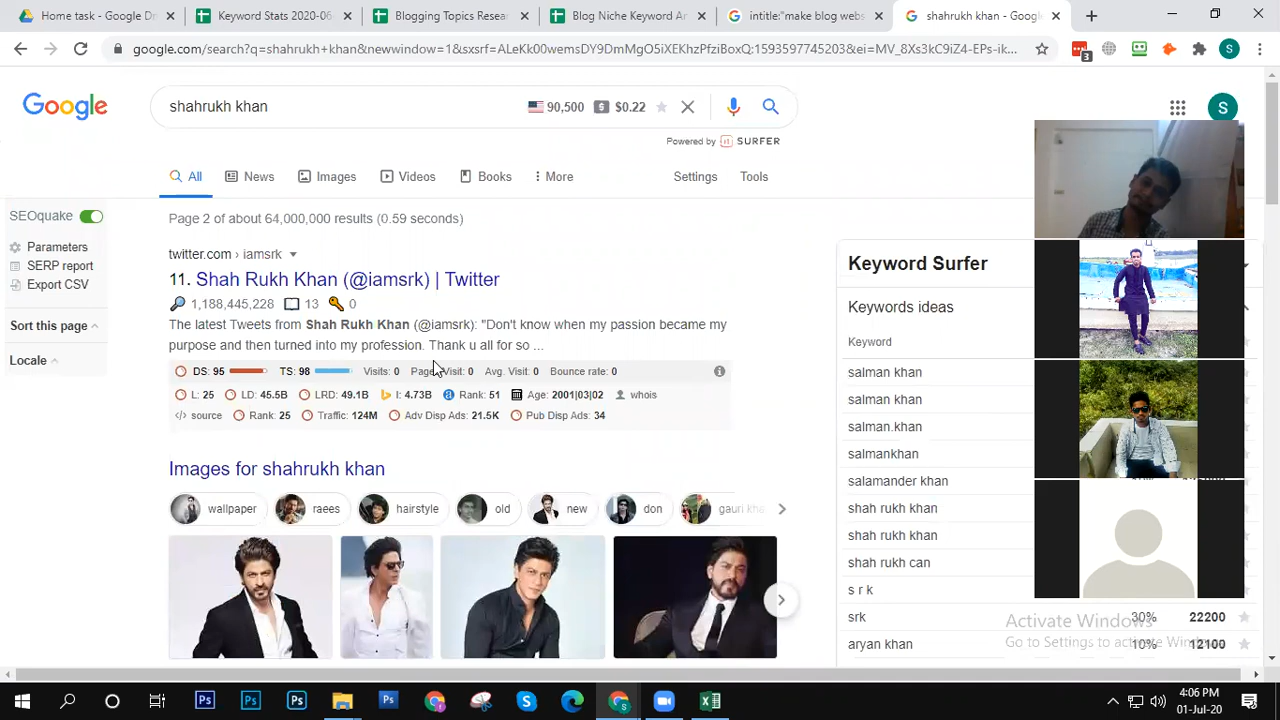 Home task - Google Driv
Keyword Stats 2020-06
Blogging Topics Resea
Blog Niche Keyword An
intitle:"make blog webs
shahrukh khan - Google
google.com/search?q=shahrukh+khan&newwindow=1&sxsrf=ALeKk00wemsDY9DmMgO5iXEKhzPfziBoxQ:1593597745203&ei=MV_8Xs3kC9iZ4-EPs-ik...
3
S
Google
shahrukh khan
90,500
$0.22
S
Powered by SURFER
All
News
Images
Videos
Books
More
Settings
Tools
SEOquake
Parameters
SERP report
Export CSV
Sort this page
Locale
Page 2 of about 64,000,000 results (0.59 seconds)
twitter.com › iamsrk
11. Shah Rukh Khan (@iamsrk) | Twitter
1,188,445,228 13 0
The latest Tweets from Shah Rukh Khan (@iamsrk): "Don't know when my passion became my
purpose and then turned into my profession. Thank u all for so ...
DS: 95 TS: 98 Visits: 0 Pages Visit: 0 Avg. Visit: 0 Bounce rate: 0
L: 25 LD: 45.5B LRD: 49.1B I: 4.73B Rank: 51 Age: 2001|03|02 whois
source Rank: 25 Traffic: 124M Adv Disp Ads: 21.5K Pub Disp Ads: 34
Images for shahrukh khan
wallpaper
raees
hairstyle
old
new
don
gauri kha
Keyword Surfer
Keywords ideas
Keyword
salman khan
salman khan
salman.khan
salmankhan
salamander khan
shah rukh khan
shah rukh khan
shah rukh can
s r k
srk 30% 22200
aryan khan 10% 12100
Activate Windows
Go to Settings to activate Windows.
4:06 PM
01-Jul-20